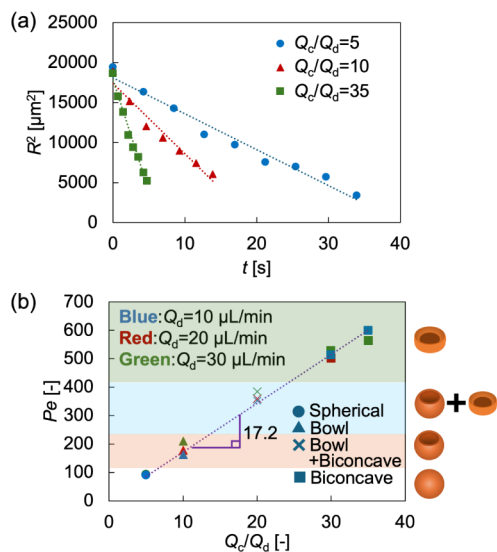 (a)
25000
20000
15000
10000
5000
0
R² [µm²]
Qc/Qd=5
Qc/Qd=10
Qc/Qd=35
0 10 20 30 40
t [s]
(b)
700
600
500
400
300
200
100
0
Pe [-]
Blue:Qd=10 µL/min
Red:Qd=20 µL/min
Green:Qd=30 µL/min
17.2
Spherical
Bowl
Bowl
+Biconcave
Biconcave
+
0 10 20 30 40
Qc/Qd [-]